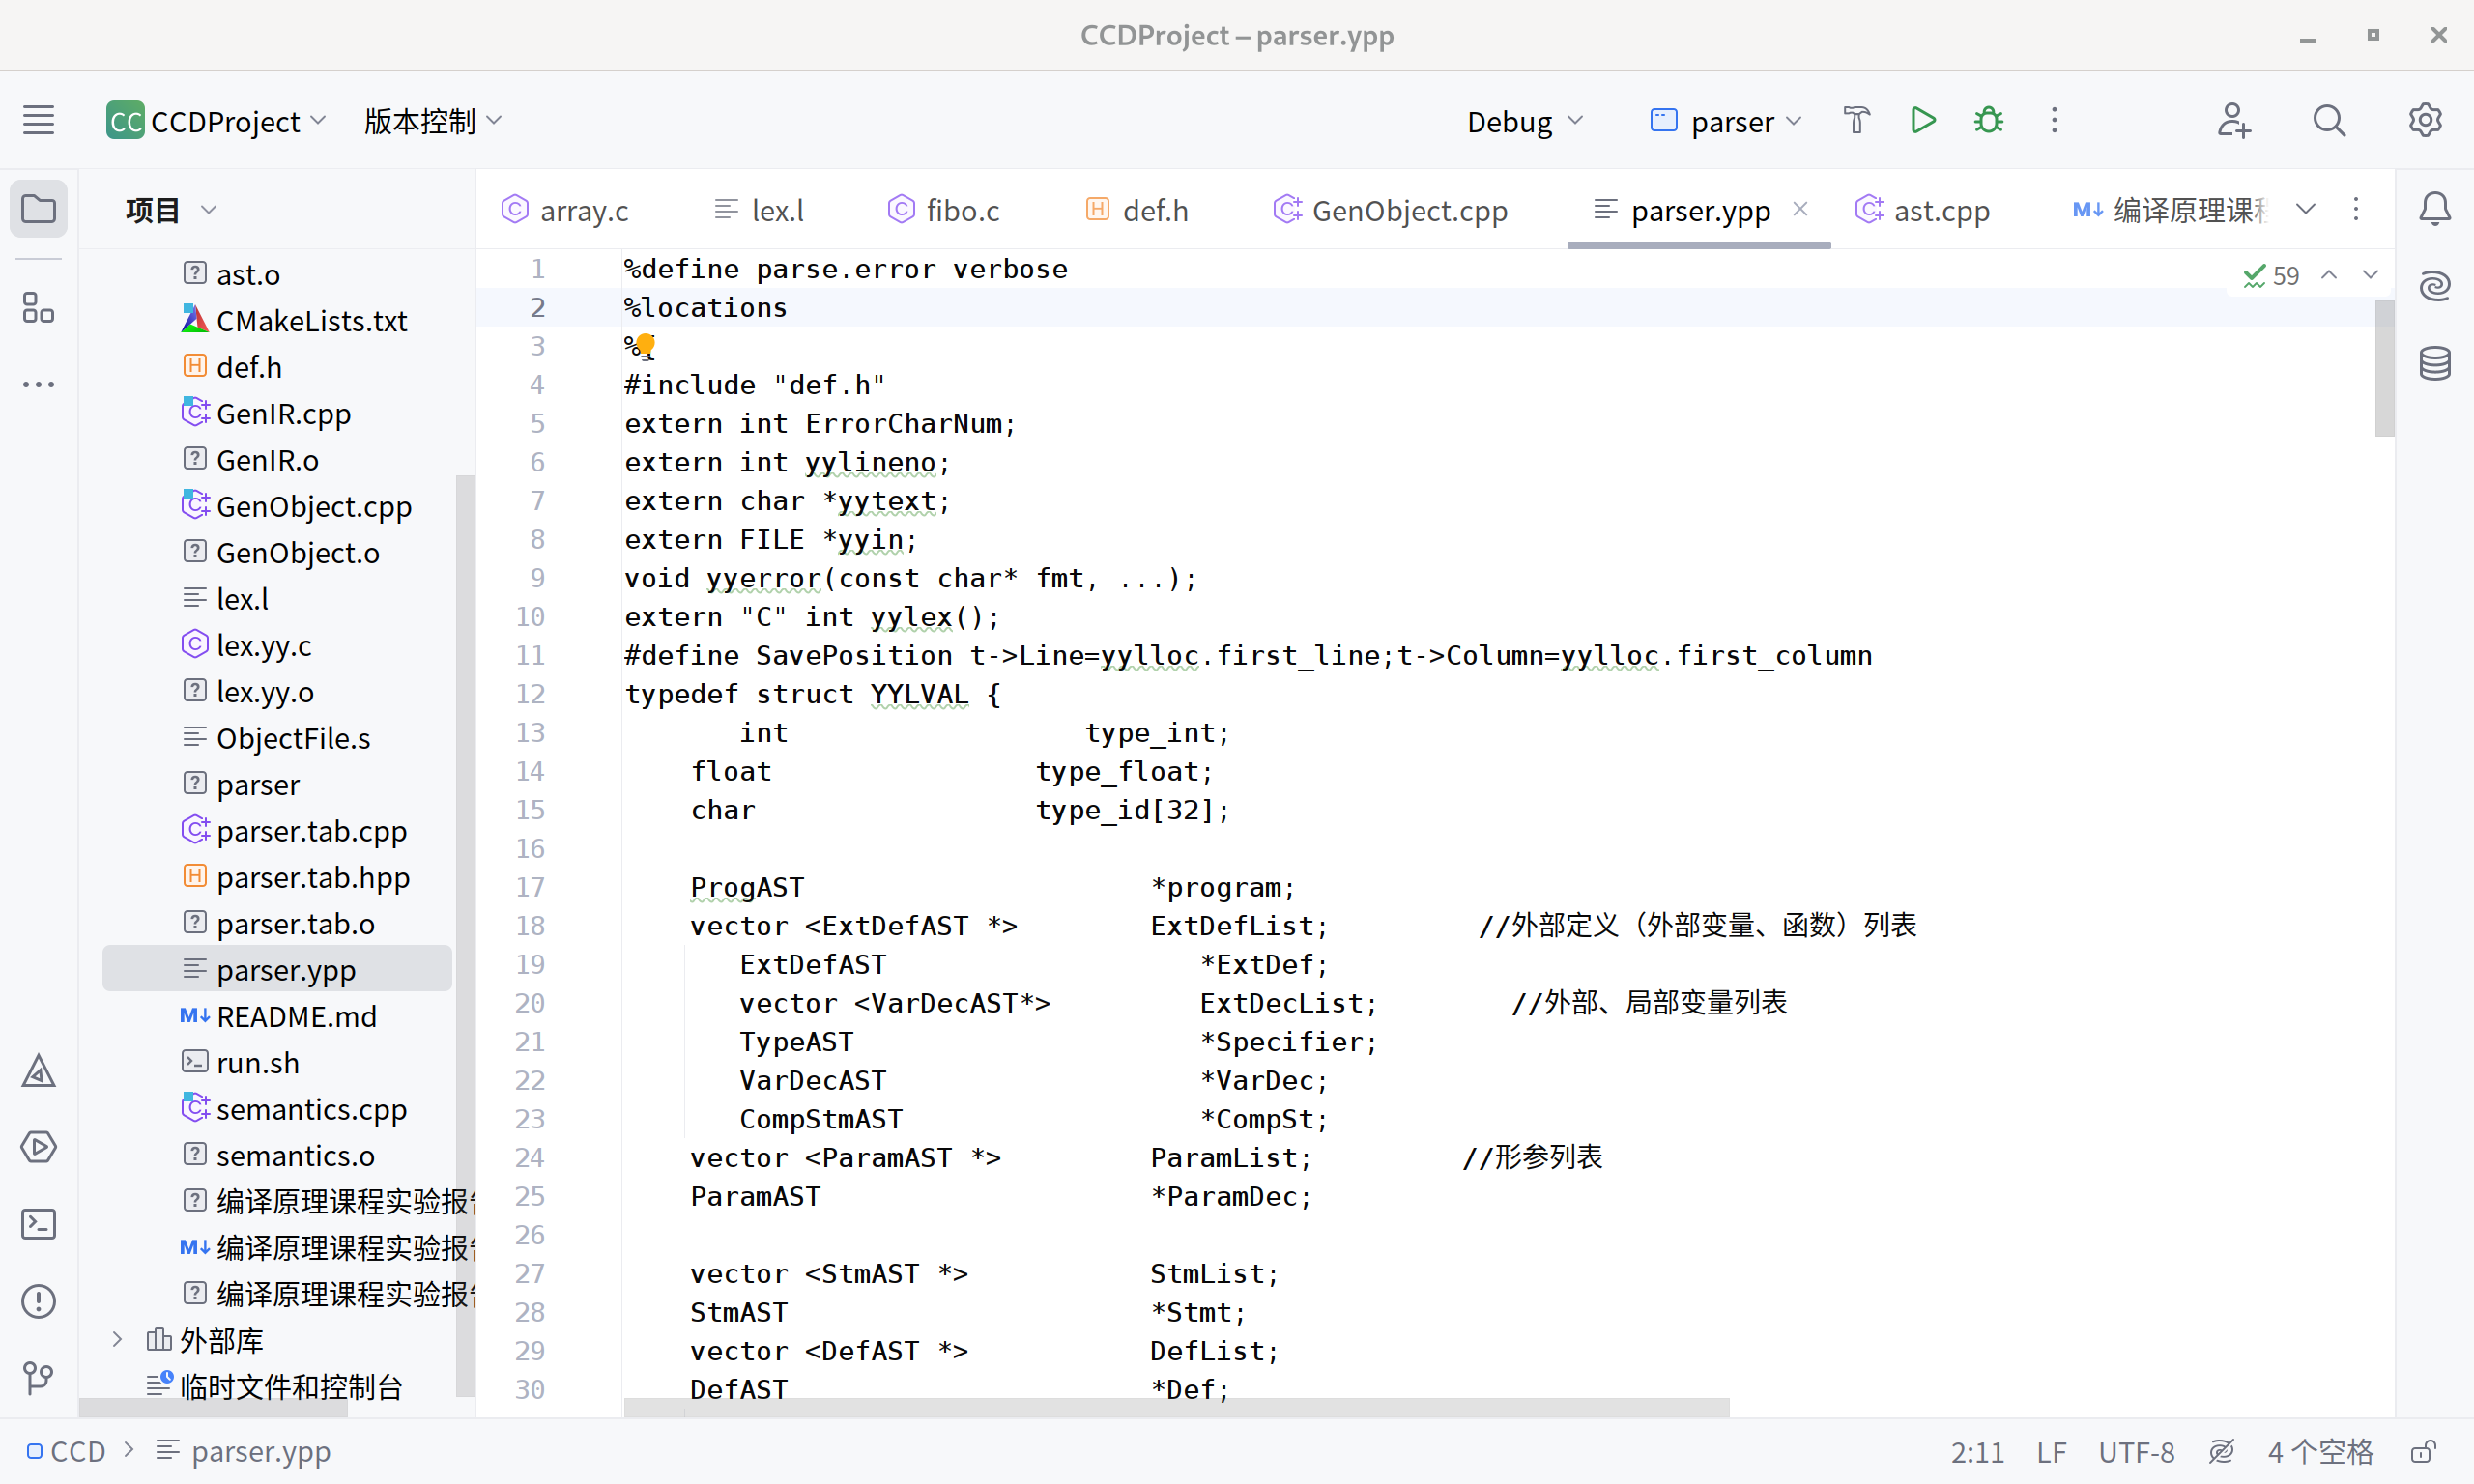 CCDProject – parser.ypp
CC CCDProject 版本控制 Debug parser
项目
array.c lex.l fibo.c def.h GenObject.cpp parser.ypp ast.cpp 编译原理课程
ast.o
CMakeLists.txt
def.h
GenIR.cpp
GenIR.o
GenObject.cpp
GenObject.o
lex.l
lex.yy.c
lex.yy.o
ObjectFile.s
parser
parser.tab.cpp
parser.tab.hpp
parser.tab.o
parser.ypp
README.md
run.sh
semantics.cpp
semantics.o
编译原理课程实验报告
编译原理课程实验报告
编译原理课程实验报告
外部库
临时文件和控制台
59
1 %define parse.error verbose
2 %locations
3 %{
4 #include "def.h"
5 extern int ErrorCharNum;
6 extern int yylineno;
7 extern char *yytext;
8 extern FILE *yyin;
9 void yyerror(const char* fmt, ...);
10 extern "C" int yylex();
11 #define SavePosition t->Line=yylloc.first_line;t->Column=yylloc.first_column
12 typedef struct YYLVAL {
13 int type_int;
14 float type_float;
15 char type_id[32];
16
17 ProgAST *program;
18 vector <ExtDefAST *> ExtDefList; //外部定义（外部变量、函数）列表
19 ExtDefAST *ExtDef;
20 vector <VarDecAST*> ExtDecList; //外部、局部变量列表
21 TypeAST *Specifier;
22 VarDecAST *VarDec;
23 CompStmAST *CompSt;
24 vector <ParamAST *> ParamList; //形参列表
25 ParamAST *ParamDec;
26
27 vector <StmAST *> StmList;
28 StmAST *Stmt;
29 vector <DefAST *> DefList;
30 DefAST *Def;
CCD parser.ypp 2:11 LF UTF-8 4 个空格